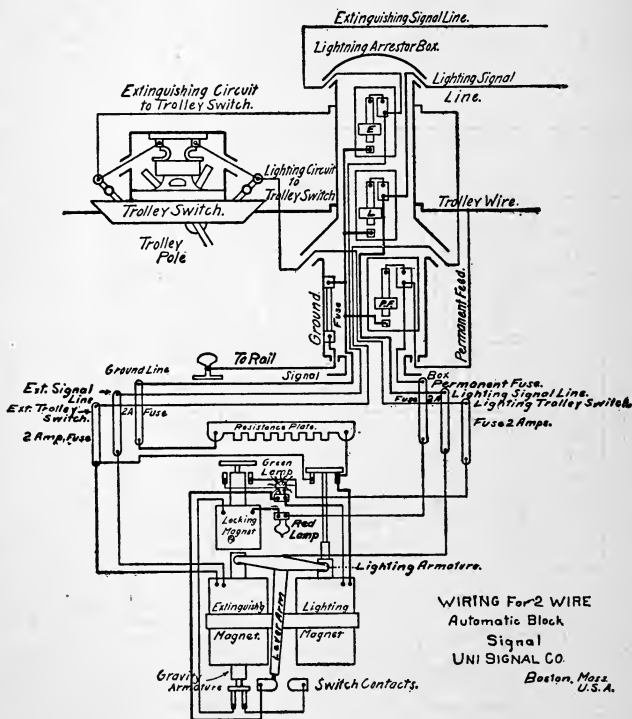 Extinguishing Signal Line.
Lightning Arrestor Box.
Lighting Signal
Line.
Extinguishing Circuit
to Trolley Switch.
E
Lighting Circuit
to
Trolley Switch
L
Trolley Switch.
Trolley Wire.
Trolley
Pole
P.F.
Ground.
Fuse
Permanent Feed.
To Rail
Signal
Box
Ground Line
Permanent Fuse.
Ext. Signal
Line
Lighting Signal Line.
Ext. Trolley
Switch.
Lighting Trolley Switch
2A
Fuse
Fuse
2A
Fuse 2 Amps.
2 Amp. Fuse
Resistance Plate.
Green
Lamp
Locking
Magnet
Red
Lamp
Lighting Armature.
Extinguish'g
Magnet.
Lever Arm
Lighting
Magnet
WIRING For 2 WIRE
Automatic Block
Signal
UNI SIGNAL CO.
Boston, Mass
U.S.A.
Gravity
Armature
Switch Contacts.